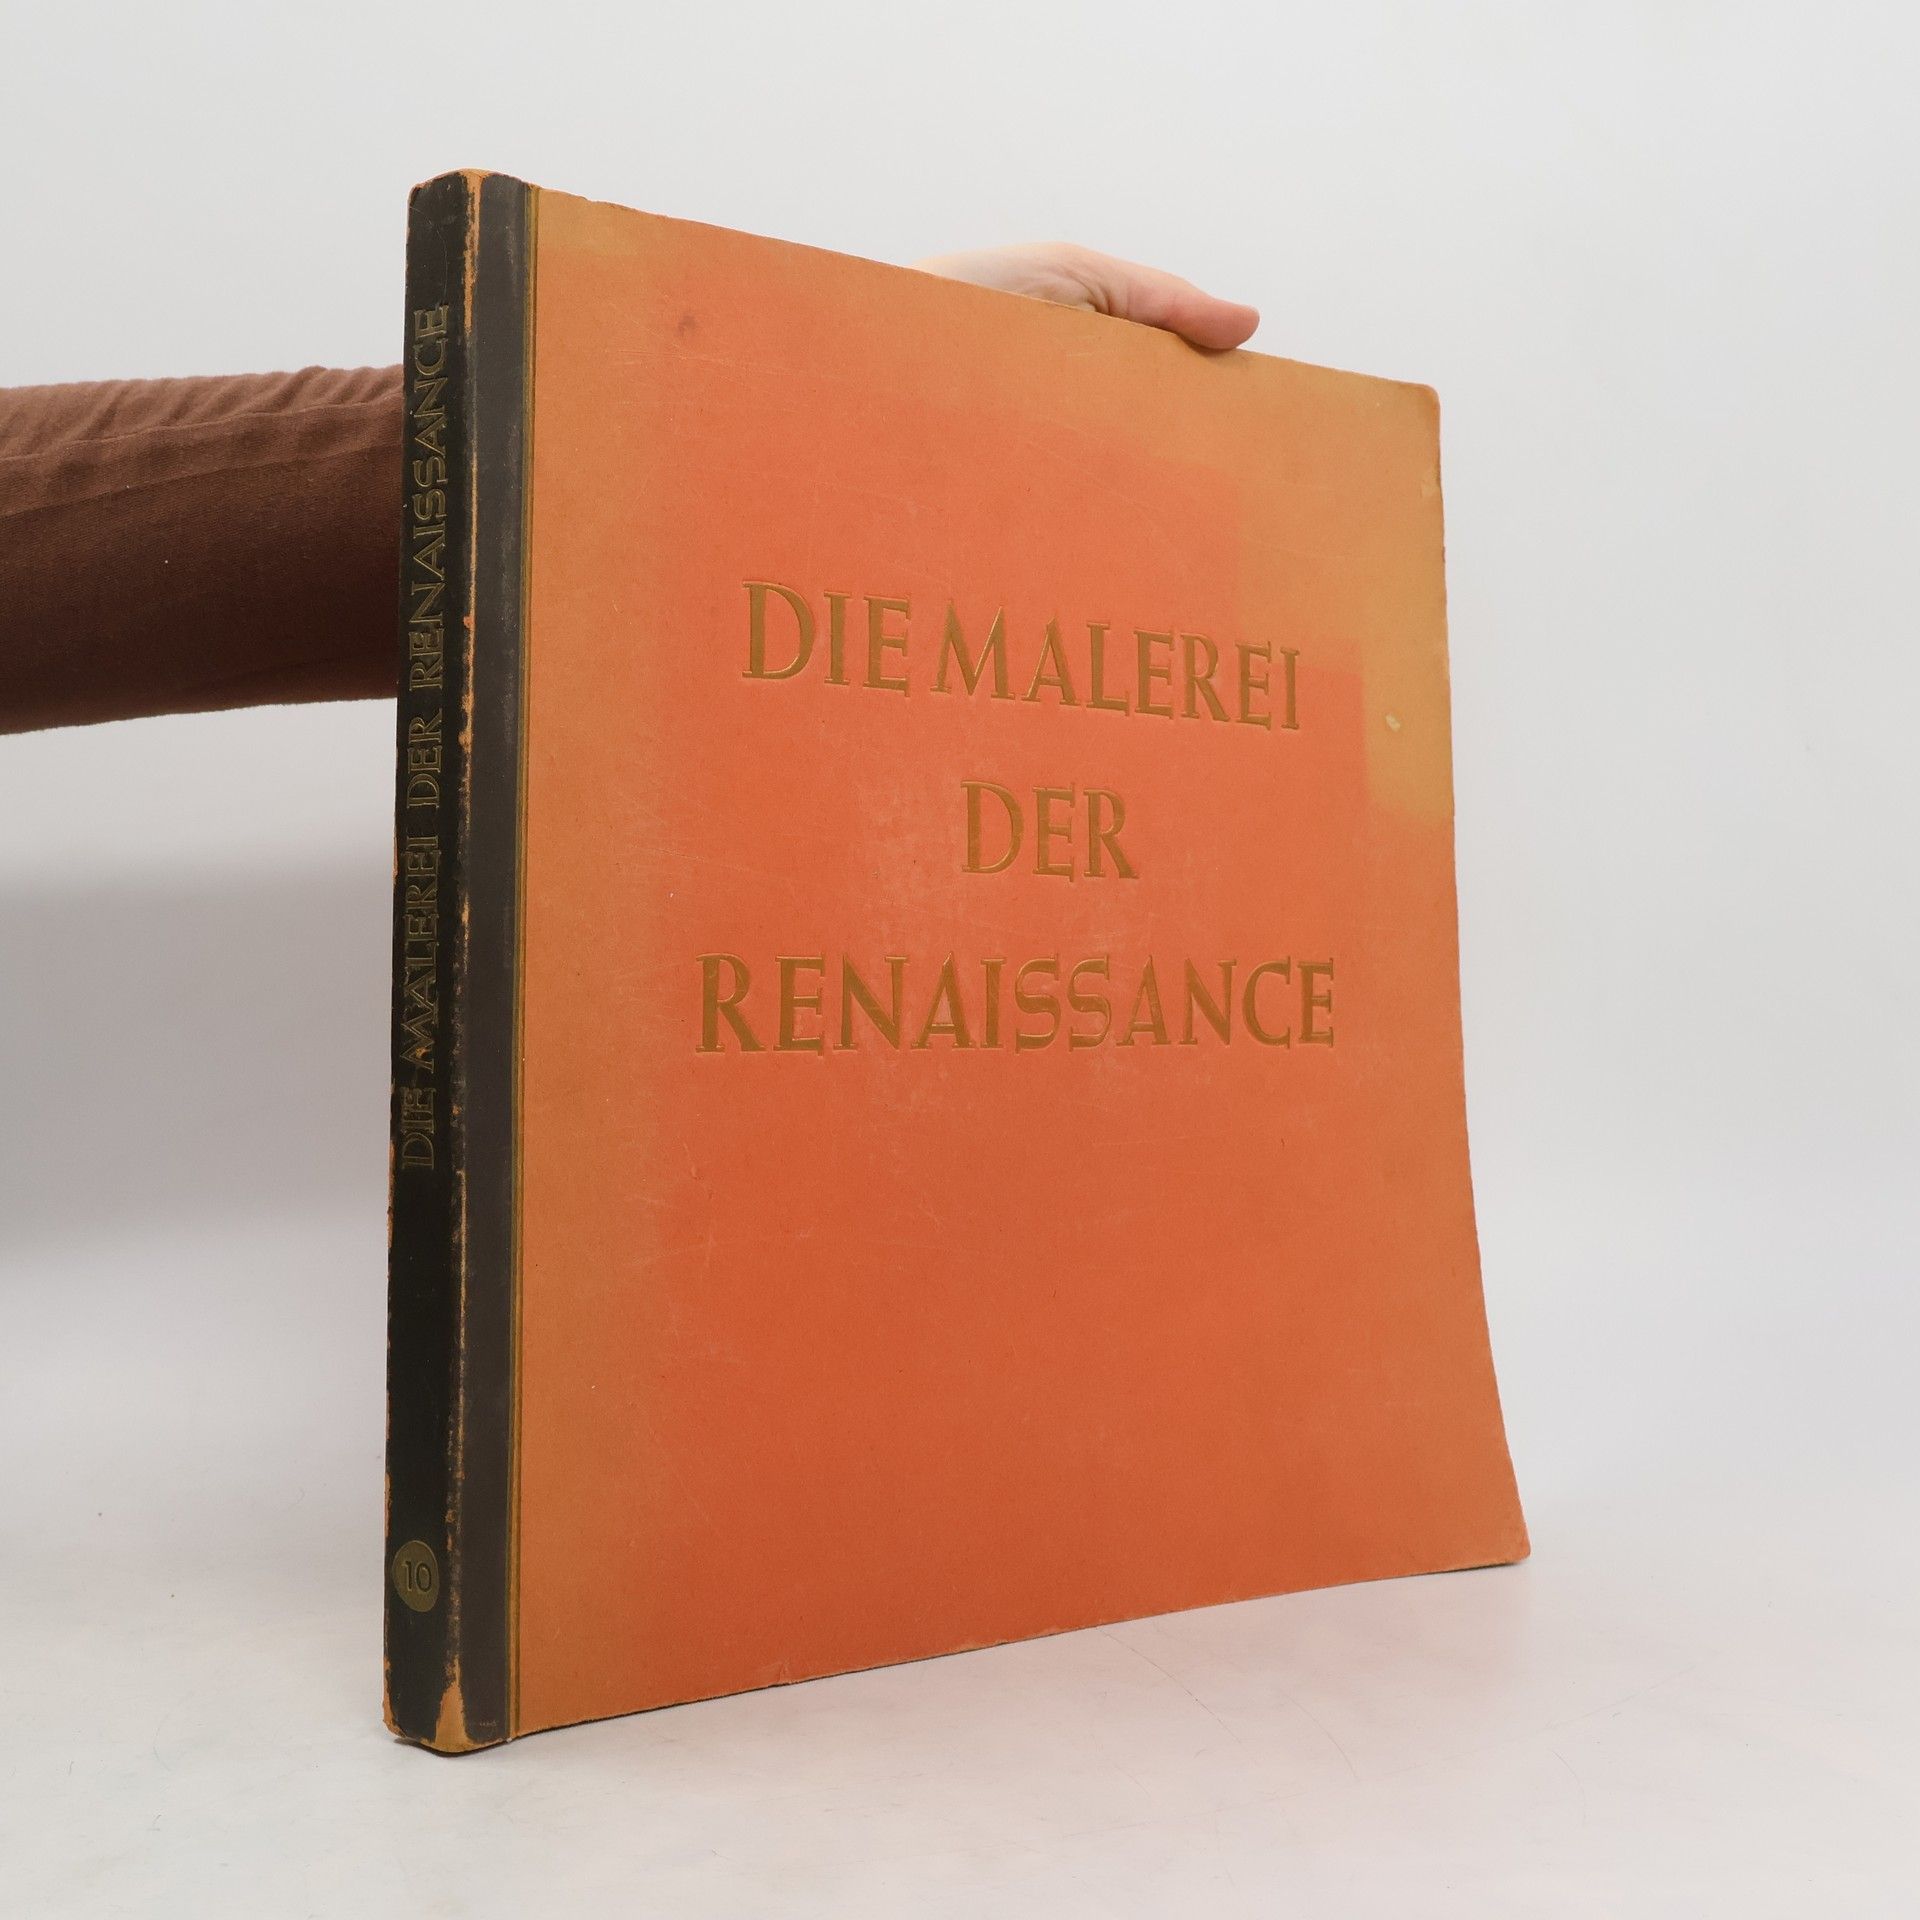 DIE MALEREI DER RENAISSANCE
10
DIE MALEREI
DER
RENAISSANCE